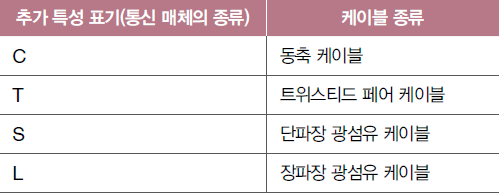 추가 특성 표기(통신 매체의 종류) 케이블 종류
C 동축 케이블
T 트위스티드 페어 케이블
S 단파장 광섬유 케이블
L 장파장 광섬유 케이블